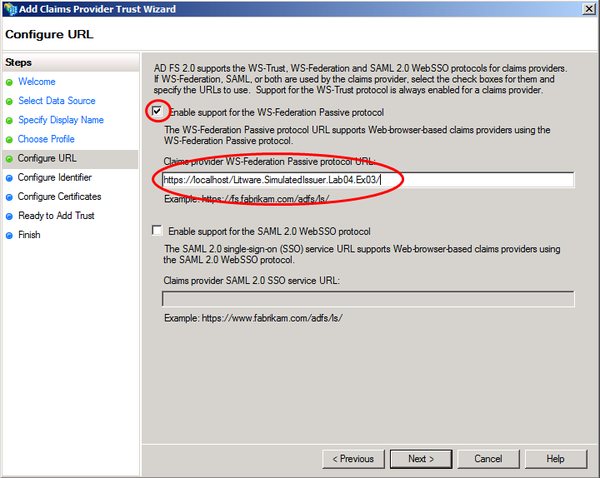 Add Claims Provider Trust Wizard
Configure URL
Steps
Welcome
Select Data Source
Specify Display Name
Choose Profile
Configure URL
Configure Identifier
Configure Certificates
Ready to Add Trust
Finish
AD FS 2.0 supports the WS-Trust, WS-Federation and SAML 2.0 WebSSO protocols for claims providers.
If WS-Federation, SAML, or both are used by the claims provider, select the check boxes for them and
specify the URLs to use. Support for the WS-Trust protocol is always enabled for a claims provider.
Enable support for the WS-Federation Passive protocol
The WS-Federation Passive protocol URL supports Web-browser-based claims providers using the
WS-Federation Passive protocol.
Claims provider WS-Federation Passive protocol URL:
https://localhost/Litware.SimulatedIssuer.Lab04.Ex03/
Example: https://fs.fabrikam.com/adfs/ls/
Enable support for the SAML 2.0 WebSSO protocol
The SAML 2.0 single-sign-on (SSO) service URL supports Web-browser-based claims providers using
the SAML 2.0 WebSSO protocol.
Claims provider SAML 2.0 SSO service URL:
Example: https://www.fabrikam.com/adfs/ls/
< Previous
Next >
Cancel
Help